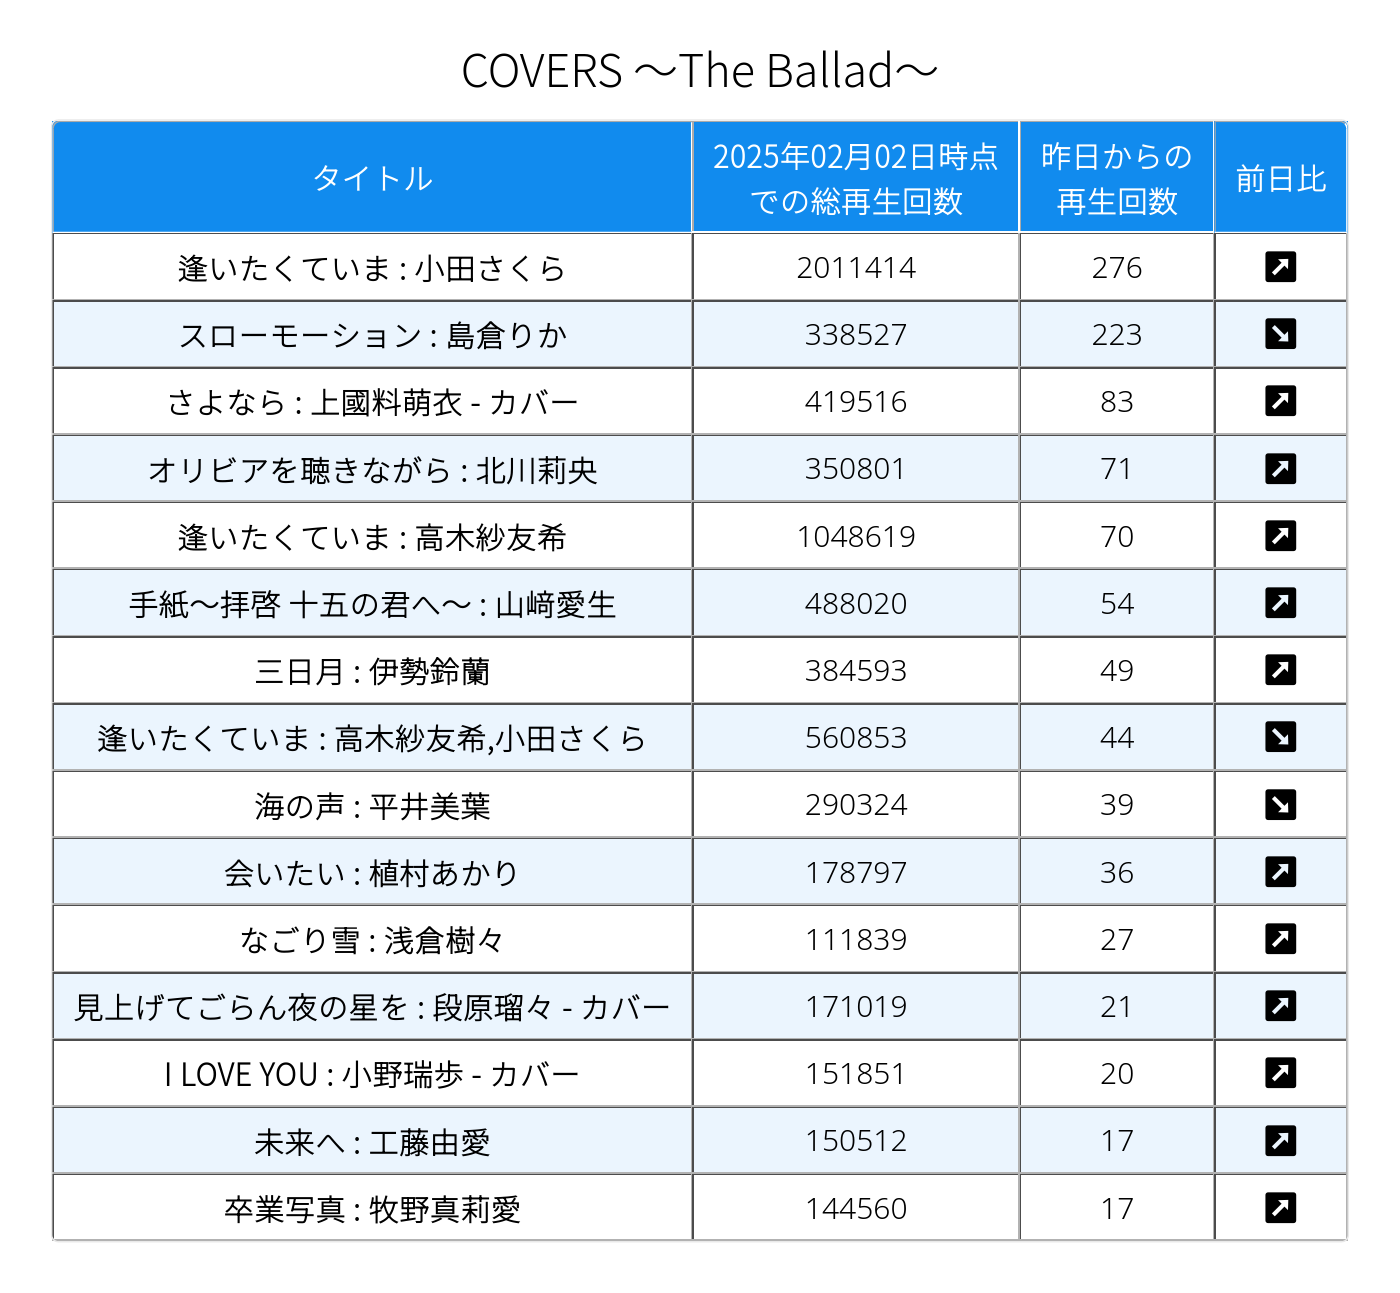 COVERS ～The Ballad～
タイトル 2025年02月02日時点での総再生回数 昨日からの再生回数 前日比
逢いたくていま : 小田さくら 2011414 276
スローモーション : 島倉りか 338527 223
さよなら : 上國料萌衣 - カバー 419516 83
オリビアを聴きながら : 北川莉央 350801 71
逢いたくていま : 高木紗友希 1048619 70
手紙～拝啓 十五の君へ～ : 山﨑愛生 488020 54
三日月 : 伊勢鈴蘭 384593 49
逢いたくていま : 高木紗友希,小田さくら 560853 44
海の声 : 平井美葉 290324 39
会いたい : 植村あかり 178797 36
なごり雪 : 浅倉樹々 111839 27
見上げてごらん夜の星を : 段原瑠々 - カバー 171019 21
I LOVE YOU : 小野瑞歩 - カバー 151851 20
未来へ : 工藤由愛 150512 17
卒業写真 : 牧野真莉愛 144560 17